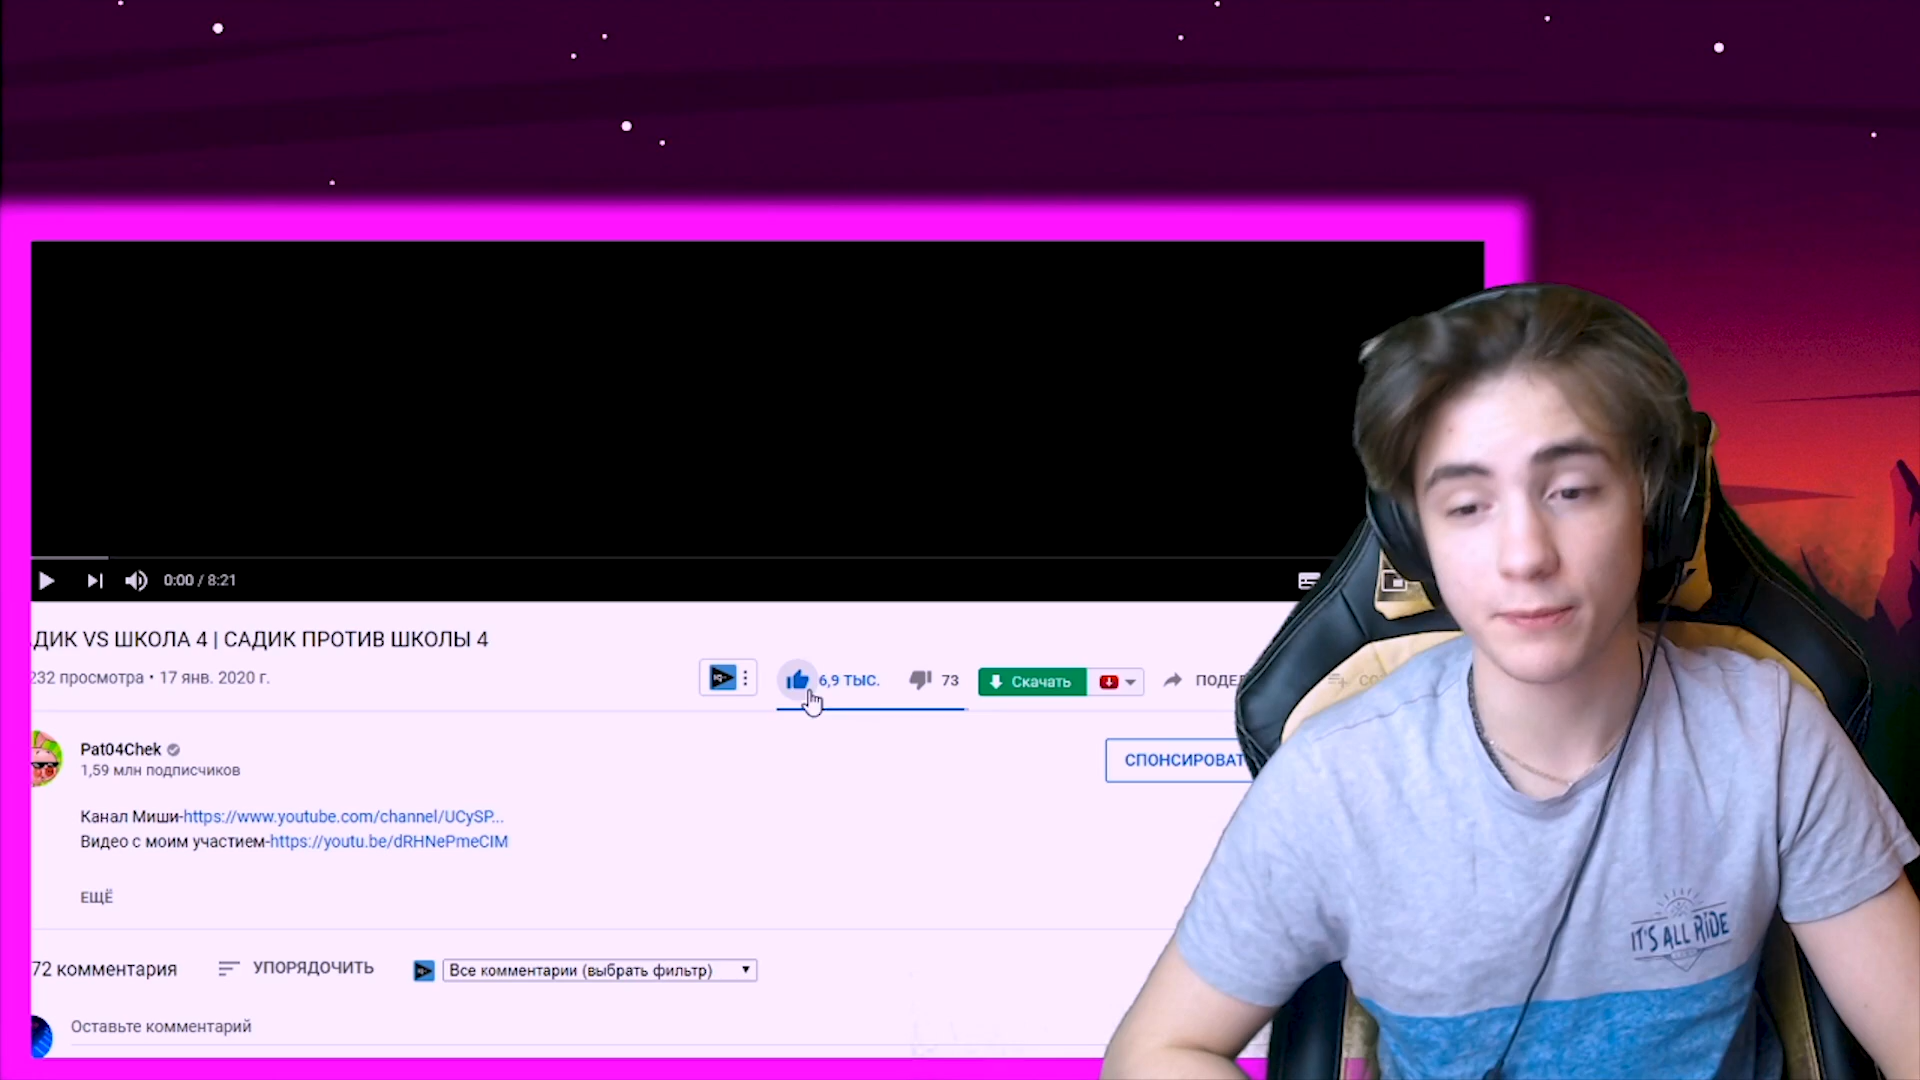 0:00 / 8:21
ДИК VS ШКОЛА 4 | САДИК ПРОТИВ ШКОЛЫ 4
232 просмотра • 17 янв. 2020 г.
6,9 ТЫС. 73 Скачать ПОДЕЛ
Pat04Chek
1,59 млн подписчиков
СПОНСИРОВАТ
Канал Миши-https://www.youtube.com/channel/UCySP...
Видео с моим участием-https://youtu.be/dRHNePmeCIM
ЕЩЁ
72 комментария УПОРЯДОЧИТЬ Все комментарии (выбрать фильтр)
Оставьте комментарий
IT'S ALL RIDE